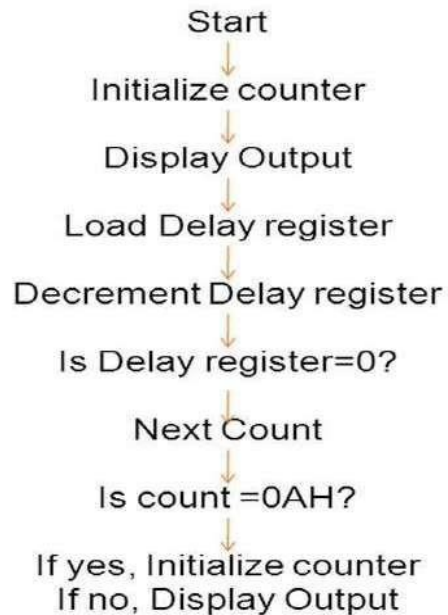 Start
Initialize counter
Display Output
Load Delay register
Decrement Delay register
Is Delay register=0?
Next Count
Is count =0AH?
If yes, Initialize counter
If no, Display Output